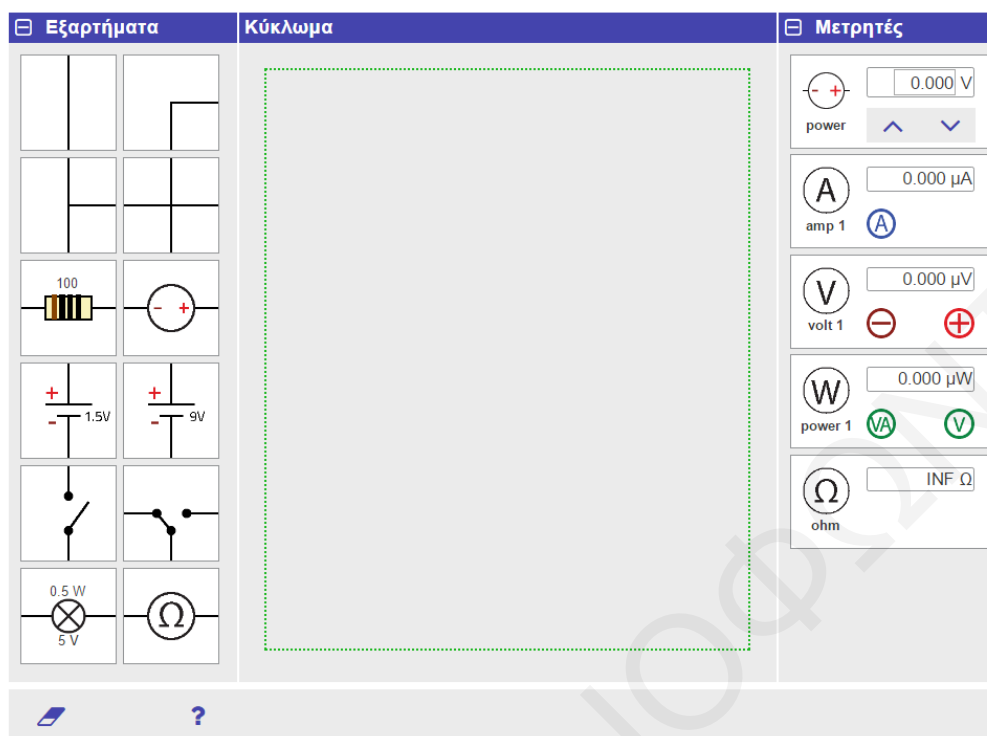 Εξαρτήματα
Κύκλωμα
Μετρητές
100
- +
+
-
1.5V
+
-
9V
0.5 W
5 V
Ω
- +
power
0.000 V
A
amp 1
0.000 μA
A
V
volt 1
0.000 μV
W
power 1
0.000 μW
VA
V
Ω
ohm
INF Ω
?
ΙΟΦΩΝ